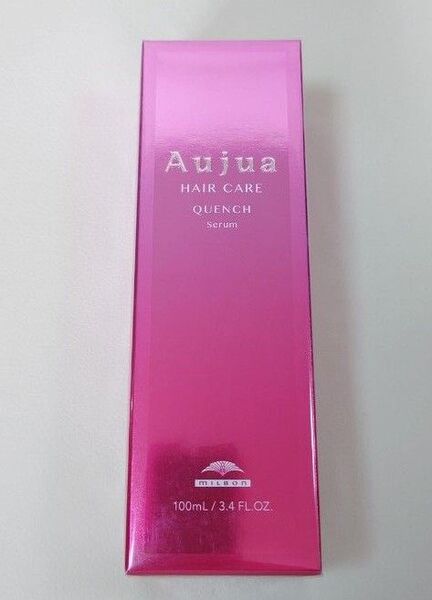 Aujua
HAIR CARE
QUENCH
Serum
MILBON
100mL / 3.4 FL.OZ.